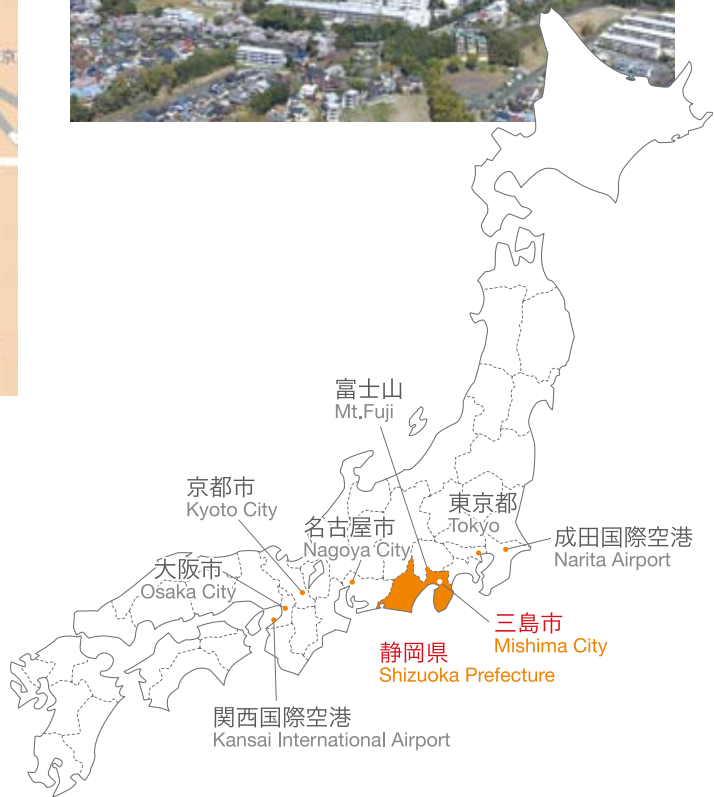 富士山
Mt.Fuji
京都市
Kyoto City
名古屋市
Nagoya City
東京都
Tokyo
成田国際空港
Narita Airport
大阪市
Osaka City
三島市
Mishima City
静岡県
Shizuoka Prefecture
関西国際空港
Kansai International Airport